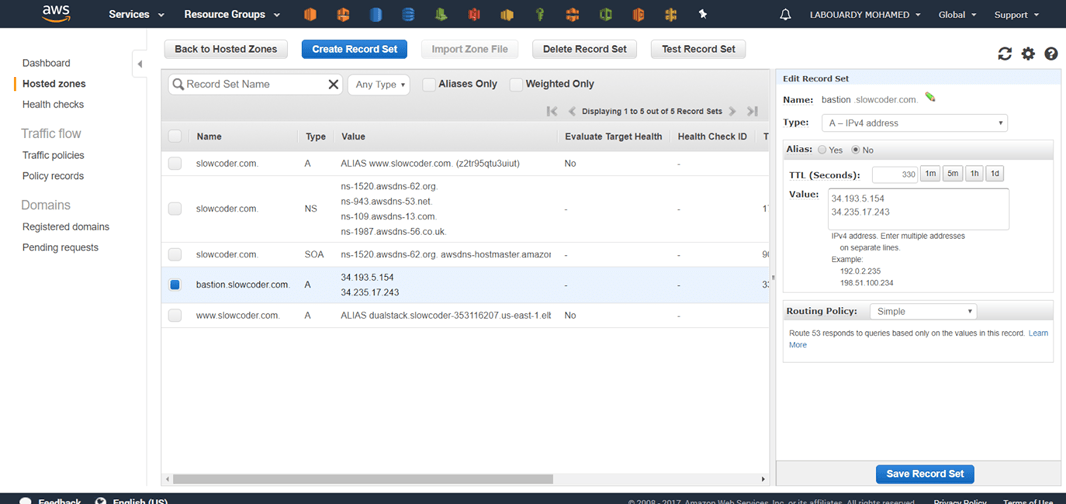 aws
Services
Resource Groups
LABOUARDY MOHAMED
Global
Support
Dashboard
Hosted zones
Health checks
Traffic flow
Traffic policies
Policy records
Domains
Registered domains
Pending requests
Back to Hosted Zones
Create Record Set
Import Zone File
Delete Record Set
Test Record Set
Record Set Name
Any Type
Aliases Only
Weighted Only
Displaying 1 to 5 out of 5 Record Sets
Name Type Value Evaluate Target Health Health Check ID T
slowcoder.com. A ALIAS www.slowcoder.com. (z2tr95qtu3uiut) No -
ns-1520.awsdns-62.org.
ns-943.awsdns-53.net.
slowcoder.com. NS - - 1
ns-109.awsdns-13.com.
ns-1987.awsdns-56.co.uk.
slowcoder.com. SOA ns-1520.awsdns-62.org. awsdns-hostmaster.amazor - - 90
34.193.5.154
bastion.slowcoder.com. A - - 3
34.235.17.243
www.slowcoder.com. A ALIAS dualstack.slowcoder-353116207.us-east-1.elb No -
Edit Record Set
Name: bastion .slowcoder.com.
Type: A – IPv4 address
Alias: Yes No
TTL (Seconds): 330 1m 5m 1h 1d
Value: 34.193.5.154
34.235.17.243
IPv4 address. Enter multiple addresses
on separate lines.
Example:
192.0.2.235
198.51.100.234
Routing Policy: Simple
Route 53 responds to queries based only on the values in this record. Learn
More
Save Record Set
Feedback
English (US)
© 2008 - 2017, Amazon Web Services, Inc. or its affiliates. All rights reserved.
Privacy Policy
Terms of Use